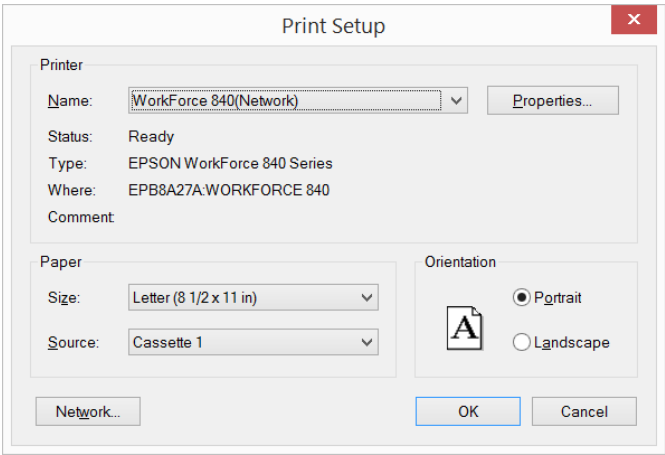 Print Setup
Printer
Name: WorkForce 840(Network) Properties...
Status: Ready
Type: EPSON WorkForce 840 Series
Where: EPB8A27A:WORKFORCE 840
Comment
Paper
Size: Letter (8 1/2 x 11 in)
Source: Cassette 1
Orientation
A
Portrait
Landscape
Network... OK Cancel